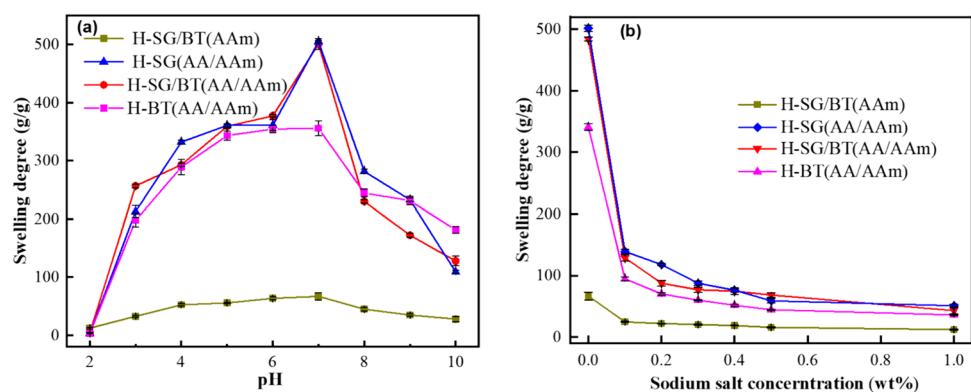 (a)
H-SG/BT(AAm)
H-SG(AA/AAm)
H-SG/BT(AA/AAm)
H-BT(AA/AAm)
Swelling degree (g/g)
500
400
300
200
100
0
2 4 6 8 10
pH
(b)
H-SG/BT(AAm)
H-SG(AA/AAm)
H-SG/BT(AA/AAm)
H-BT(AA/AAm)
Swelling degree (g/g)
500
400
300
200
100
0
0.0 0.2 0.4 0.6 0.8 1.0
Sodium salt concerntration (wt%)